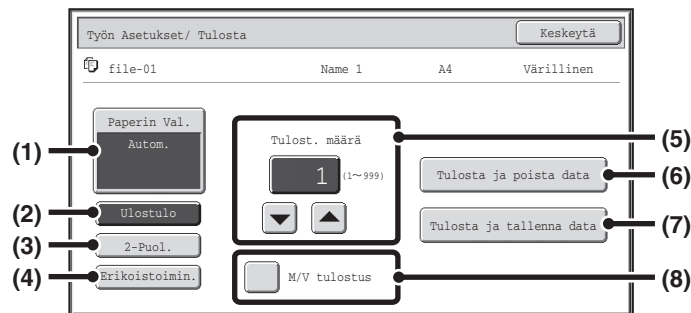 Työn Asetukset/ Tulosta
Keskeytä
file-01 Name 1 A4 Värillinen
Paperin Val.
Autom.
(1)
Ulostulo
(2)
2-Puol.
(3)
Erikoistoimin.
(4)
Tulost. määrä
1 (1~999)
(5)
Tulosta ja poista data
(6)
Tulosta ja tallenna data
(7)
M/V tulostus
(8)